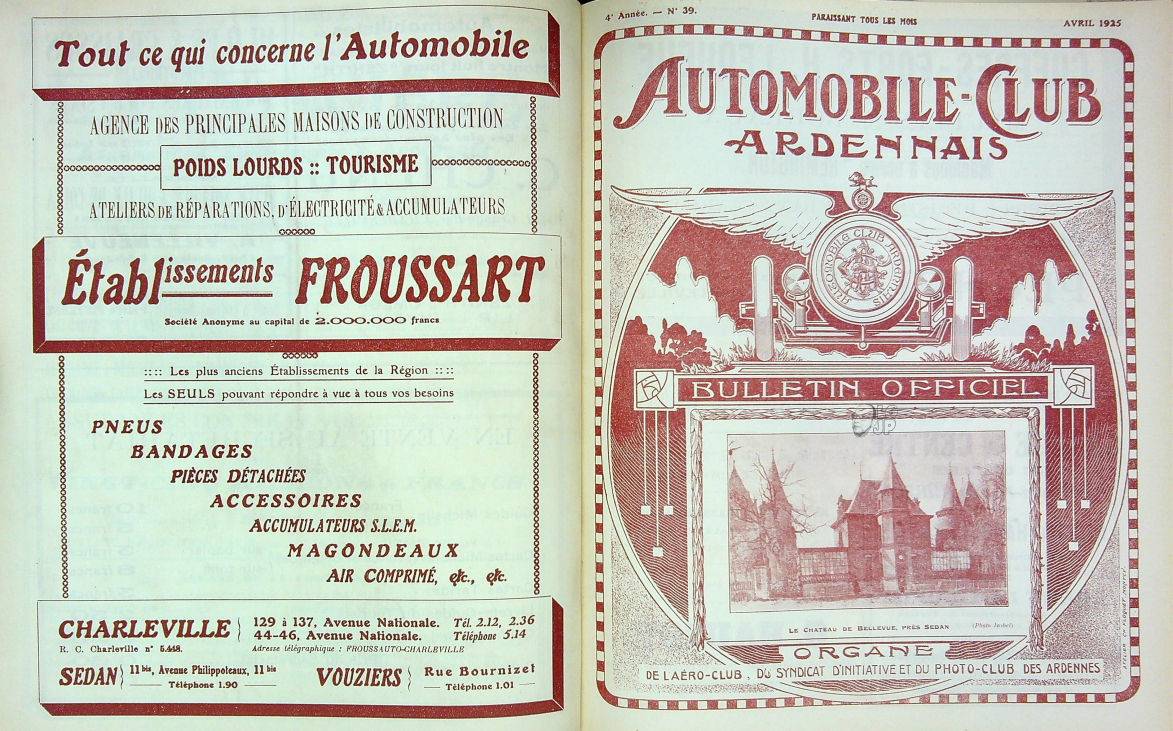 Tout ce qui concerne l'Automobile
AGENCE DES PRINCIPALES MAISONS DE CONSTRUCTION
POIDS LOURDS :: TOURISME
ATELIERS DE RÉPARATIONS, D'ÉLECTRICITÉ & ACCUMULATEURS
Établissements FROUSSART
Société Anonyme au capital de 2.000.000 francs
:::: Les plus anciens Établissements de la Région ::::
Les SEULS pouvant répondre à vue à tous vos besoins
PNEUS
BANDAGES
PIÈCES DÉTACHÉES
ACCESSOIRES
ACCUMULATEURS S.L.E.M.
MAGONDEAUX
AIR COMPRIMÉ, etc., etc.
CHARLEVILLE
R. C. Charleville n° 5.448.
129 à 137, Avenue Nationale. Tél. 2.12, 2.36
44-46, Avenue Nationale. Téléphone 5.14
Adresse télégraphique : FROUSSAUTO-CHARLEVILLE
SEDAN 11 bis, Avenue Philippoteaux, 11 bis
Téléphone 1.90
VOUZIERS Rue Bournizet
Téléphone 1.01
4e Année. — N° 39.
PARAISSANT TOUS LES MOIS
AVRIL 1925
AUTOMOBILE-CLUB
ARDENNAIS
AUTOMOBILE CLUB ARDENNAIS
BULLETIN OFFICIEL
JP
LE CHATEAU DE BELLEVUE, PRÈS SEDAN
(Photo-Isobel)
ORGANE
DE L'AÉRO-CLUB, DU SYNDICAT D'INITIATIVE ET DU PHOTO-CLUB DES ARDENNES